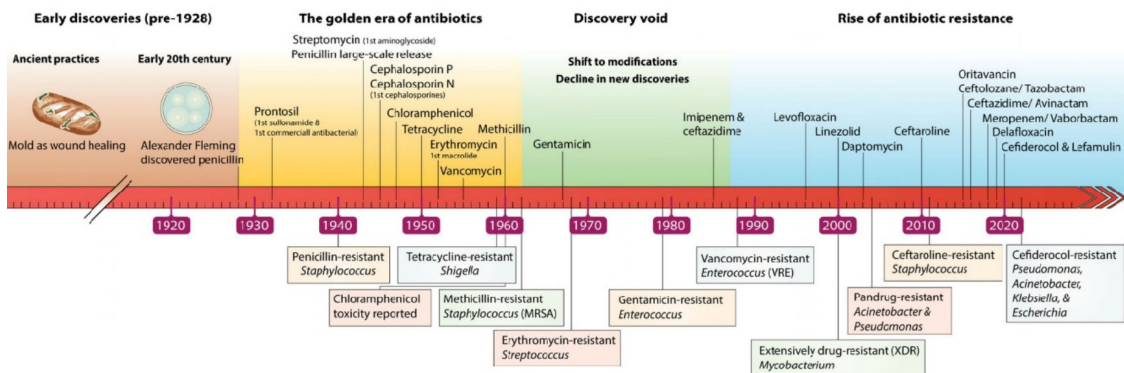 Early discoveries (pre-1928)
The golden era of antibiotics
Discovery void
Rise of antibiotic resistance
Ancient practices
Mold as wound healing
Early 20th century
Alexander Fleming
discovered penicillin
Prontosil
(1st sulfonamide &
1st commerciall antibacterial)
Streptomycin (1st aminoglycoside)
Penicillin large-scale release
Cephalosporin P
Cephalosporin N
(1st cephalosporines)
Chloramphenicol
Tetracycline
Erythromycin
1st macrolide
Vancomycin
Methicillin
Shift to modifications
Decline in new discoveries
Gentamicin
Imipenem &
ceftazidime
Levofloxacin
Linezolid
Daptomycin
Ceftaroline
Oritavancin
Ceftolozane/ Tazobactam
Ceftazidime/ Avinactam
Meropenem/ Vaborbactam
Delafloxacin
Cefiderocol & Lefamulin
1920
1930
1940
1950
1960
1970
1980
1990
2000
2010
2020
Penicillin-resistant
Staphylococcus
Chloramphenicol
toxicity reported
Tetracycline-resistant
Shigella
Methicillin-resistant
Staphylococcus (MRSA)
Erythromycin-resistant
Streptococcus
Gentamicin-resistant
Enterococcus
Vancomycin-resistant
Enterococcus (VRE)
Extensively drug-resistant (XDR)
Mycobacterium
Pandrug-resistant
Acinetobacter &
Pseudomonas
Ceftaroline-resistant
Staphylococcus
Cefiderocol-resistant
Pseudomonas,
Acinetobacter,
Klebsiella, &
Escherichia